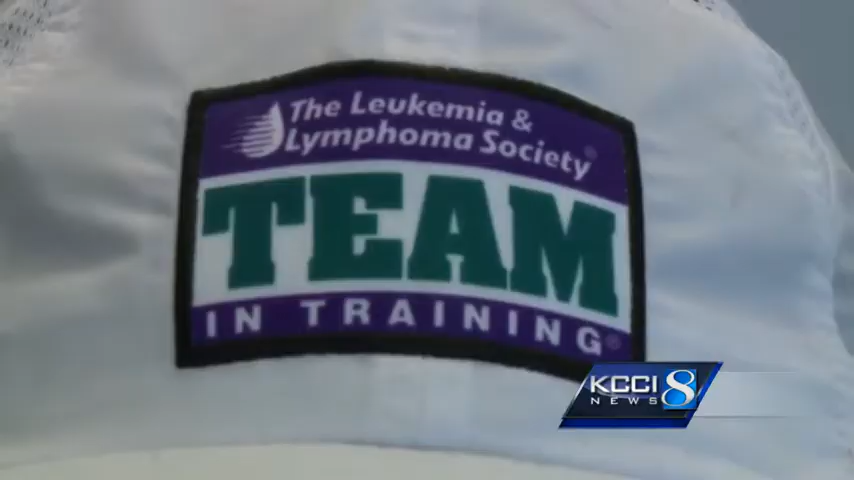 The Leukemia &
Lymphoma Society®
TEAM
IN TRAINING®
KCCI 8
NEWS